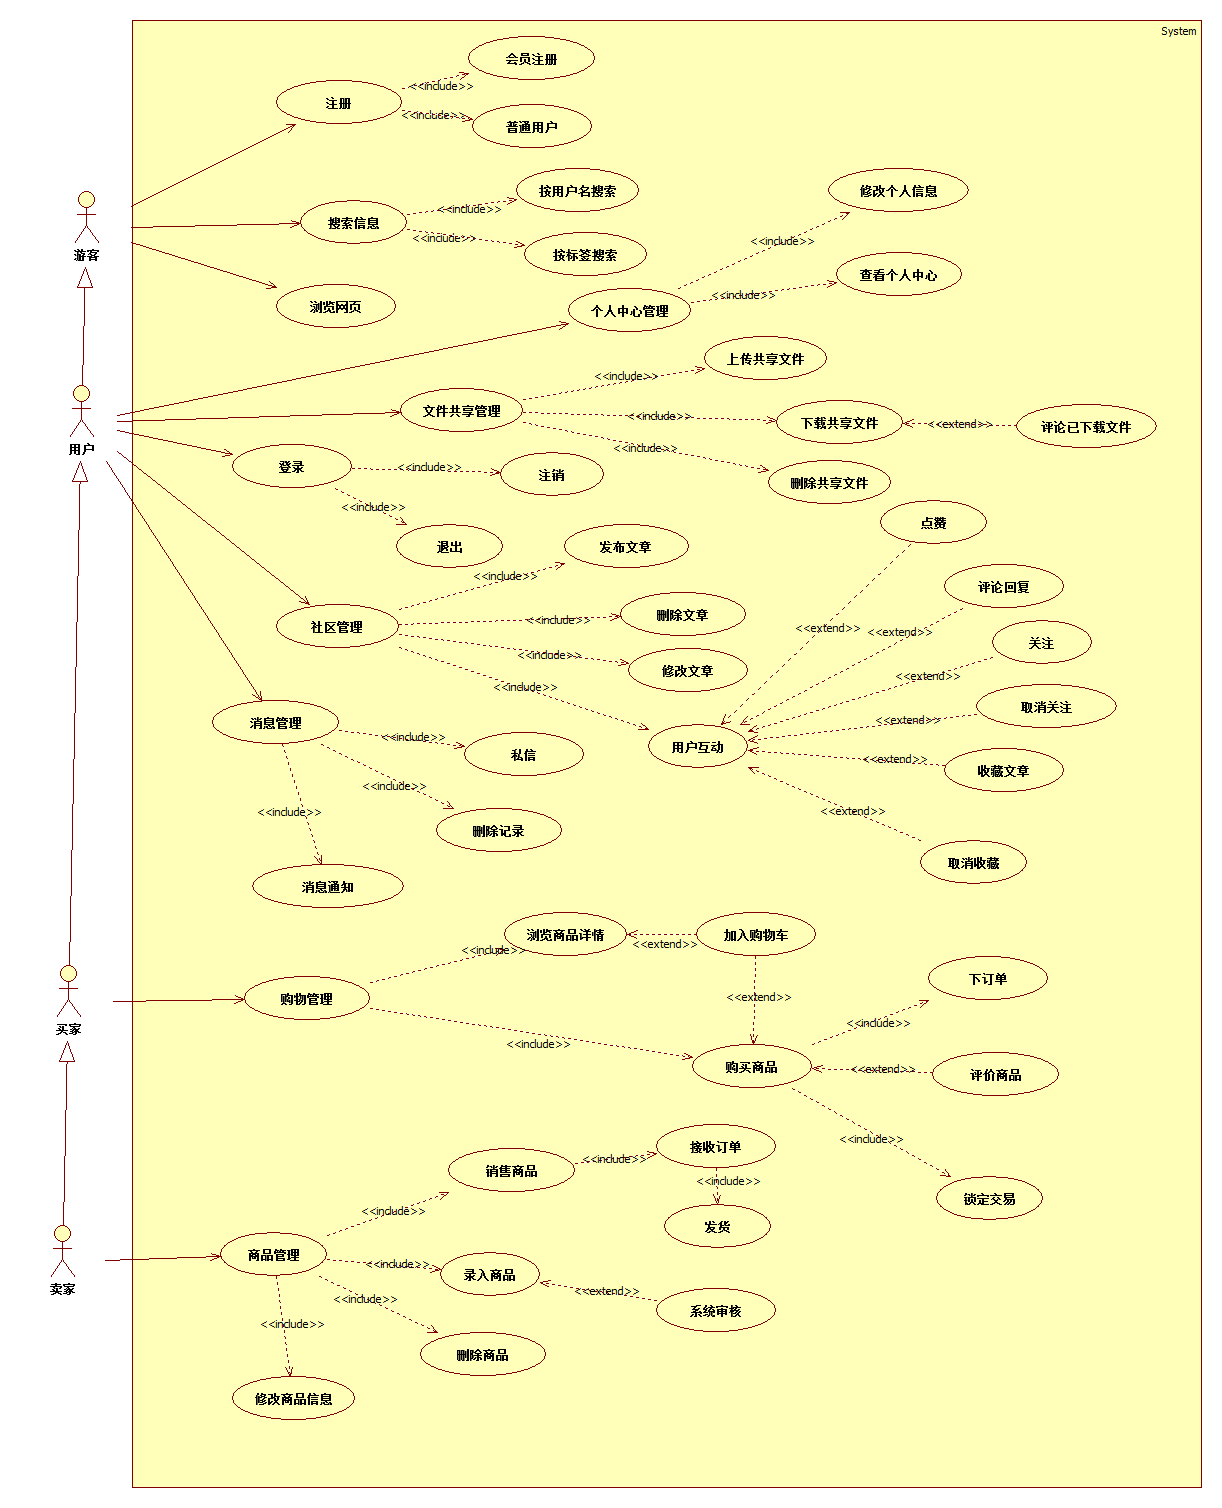 System
会员注册
<<include>>
注册
<<include>>
普通用户
按用户名搜索
修改个人信息
<<include>>
搜索信息
<<include>>
<<include>>
按标签搜索
游客
查看个人中心
<<include>>
浏览网页
个人中心管理
上传共享文件
<<include>>
文件共享管理
<<include>>
下载共享文件
<<extend>>
评论已下载文件
用户
<<include>>
登录
<<include>>
注销
删除共享文件
<<include>>
点赞
退出
发布文章
<<include>>
评论回复
删除文章
<<include>>
社区管理
<<extend>>
<<extend>>
关注
<<include>>
修改文章
<<extend>>
<<include>>
取消关注
<<extend>>
消息管理
<<include>>
私信
用户互动
<<extend>>
收藏文章
<<include>>
<<include>>
<<extend>>
删除记录
取消收藏
消息通知
浏览商品详情
加入购物车
<<include>>
<<extend>>
下订单
购物管理
<<extend>>
买家
<<include>>
<<include>>
购买商品
<<extend>>
评价商品
<<include>>
接收订单
销售商品
<<include>>
<<include>>
锁定交易
<<include>>
发货
商品管理
<<include>>
录入商品
卖家
<<include>>
<<extend>>
系统审核
<<include>>
删除商品
修改商品信息